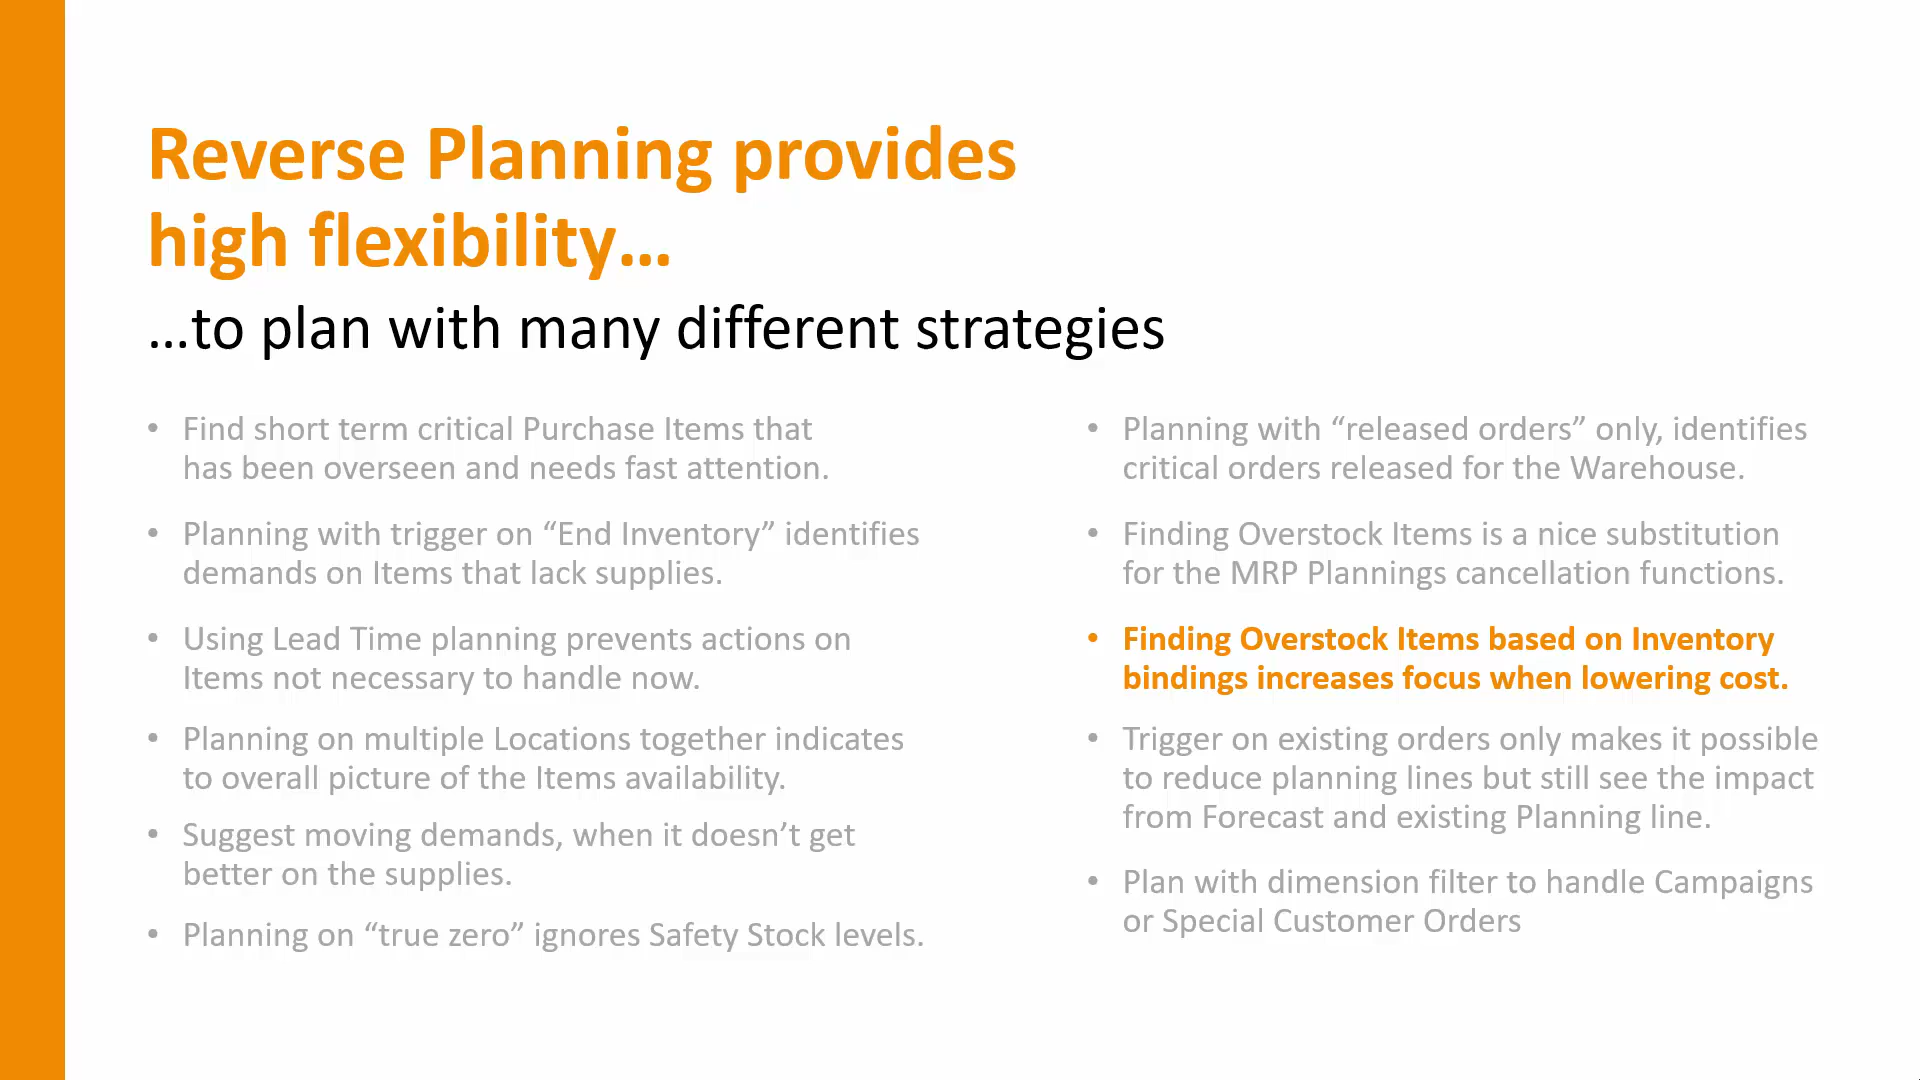 Reverse Planning provides
high flexibility...
...to plan with many different strategies
• Find short term critical Purchase Items that
has been overseen and needs fast attention.
• Planning with trigger on “End Inventory” identifies
demands on Items that lack supplies.
• Using Lead Time planning prevents actions on
Items not necessary to handle now.
• Planning on multiple Locations together indicates
to overall picture of the Items availability.
• Suggest moving demands, when it doesn’t get
better on the supplies.
• Planning on “true zero” ignores Safety Stock levels.
• Planning with “released orders” only, identifies
critical orders released for the Warehouse.
• Finding Overstock Items is a nice substitution
for the MRP Plannings cancellation functions.
• Finding Overstock Items based on Inventory
bindings increases focus when lowering cost.
• Trigger on existing orders only makes it possible
to reduce planning lines but still see the impact
from Forecast and existing Planning line.
• Plan with dimension filter to handle Campaigns
or Special Customer Orders